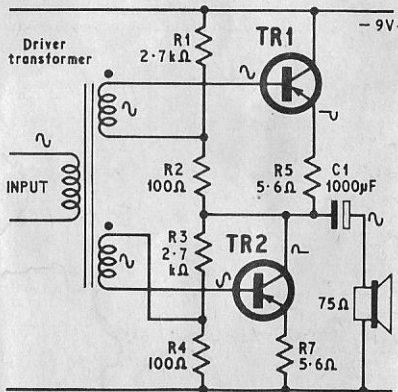 Driver
transformer
R1
2·7kΩ
TR1
– 9V
INPUT
R2
100Ω
R5
5·6Ω
C1
1000µF
R3
2·7
kΩ
TR2
75Ω
R4
100Ω
R7
5·6Ω